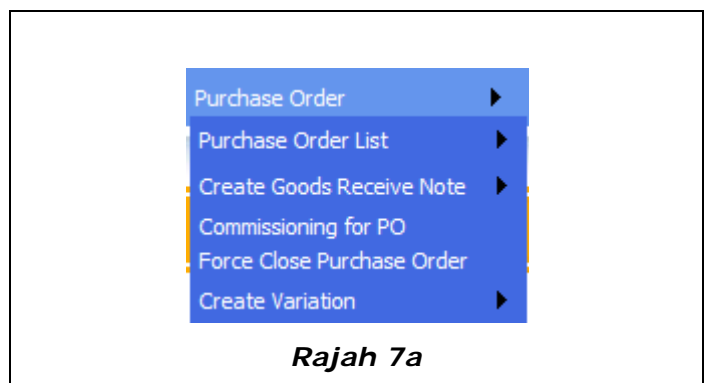 Purchase Order
Purchase Order List
Create Goods Receive Note
Commissioning for PO
Force Close Purchase Order
Create Variation
Rajah 7a